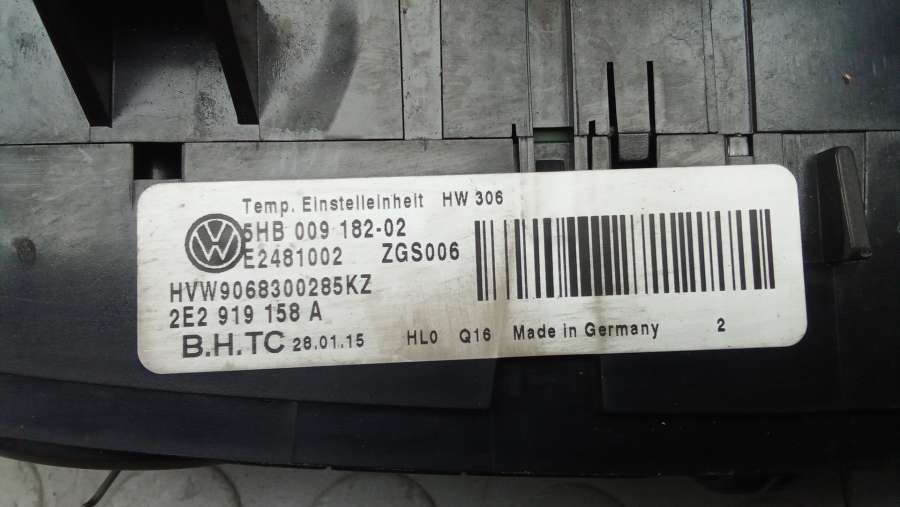 Temp. Einstelleinheit HW 306
5HB 009 182-02
E2481002 ZGS006
HVW9068300285KZ
2E2 919 158 A
B.H.TC 28.01.15 HL0 Q16 Made in Germany 2